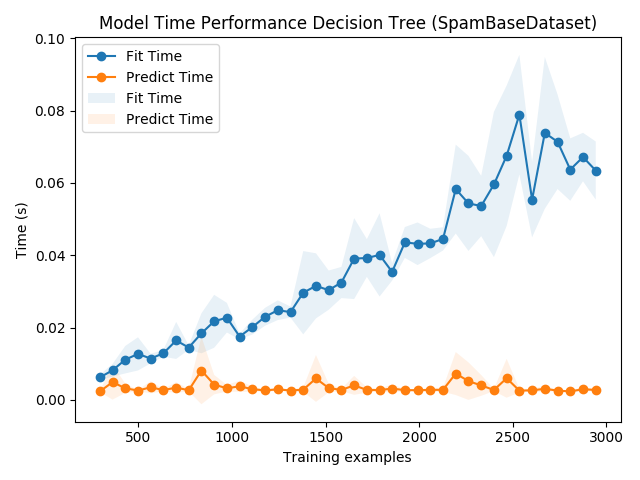 Model Time Performance Decision Tree (SpamBaseDataset)
Fit Time
Predict Time
Fit Time
Predict Time
0.10
0.08
0.06
0.04
0.02
0.00
Time (s)
500 1000 1500 2000 2500 3000
Training examples